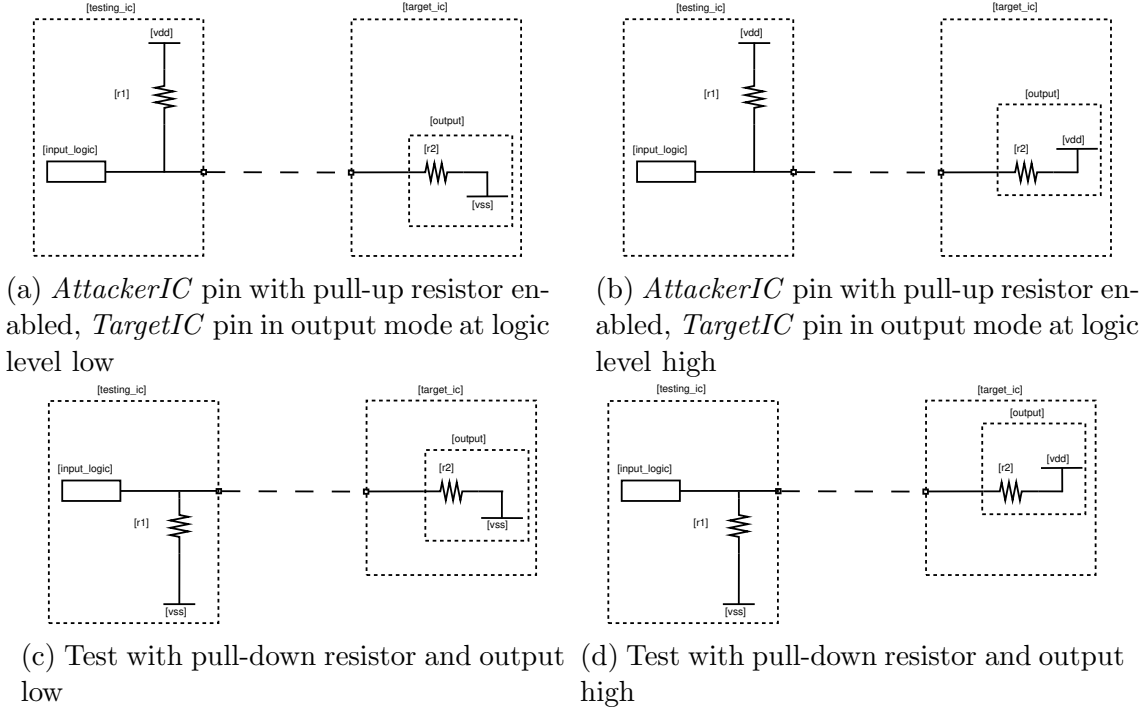 [testing_ic]
[target_ic]
[vdd]
[r1]
[output]
[input_logic]
[r2]
[vss]
(a) AttackerIC pin with pull-up resistor en-
abled, TargetIC pin in output mode at logic
level low
[testing_ic]
[target_ic]
[vdd]
[r1]
[output]
[input_logic]
[r2]
[vdd]
(b) AttackerIC pin with pull-up resistor en-
abled, TargetIC pin in output mode at logic
level high
[testing_ic]
[target_ic]
[output]
[input_logic]
[r2]
[r1]
[vss]
[vss]
(c) Test with pull-down resistor and output
low
[testing_ic]
[target_ic]
[output]
[vdd]
[input_logic]
[r2]
[r1]
[vss]
(d) Test with pull-down resistor and output
high